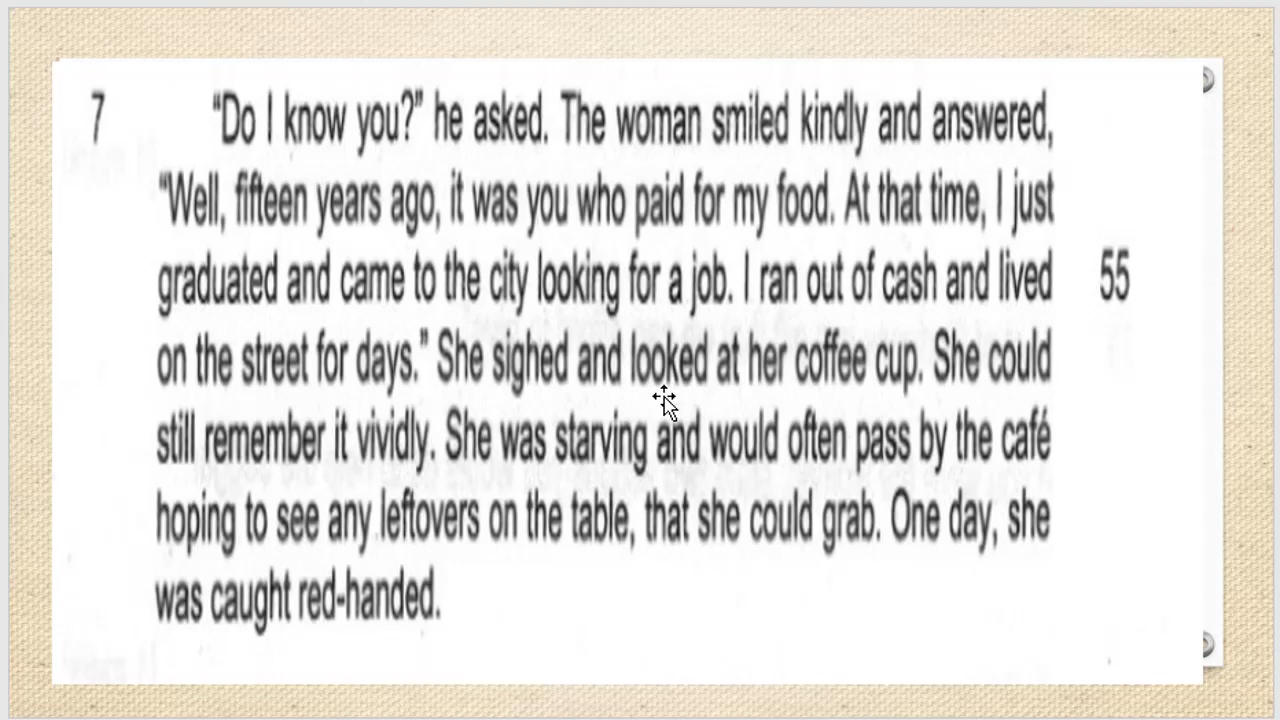 7 “Do I know you?” he asked. The woman smiled kindly and answered,
“Well, fifteen years ago, it was you who paid for my food. At that time, I just
graduated and came to the city looking for a job. I ran out of cash and lived 55
on the street for days.” She sighed and looked at her coffee cup. She could
still remember it vividly. She was starving and would often pass by the café
hoping to see any leftovers on the table, that she could grab. One day, she
was caught red-handed.